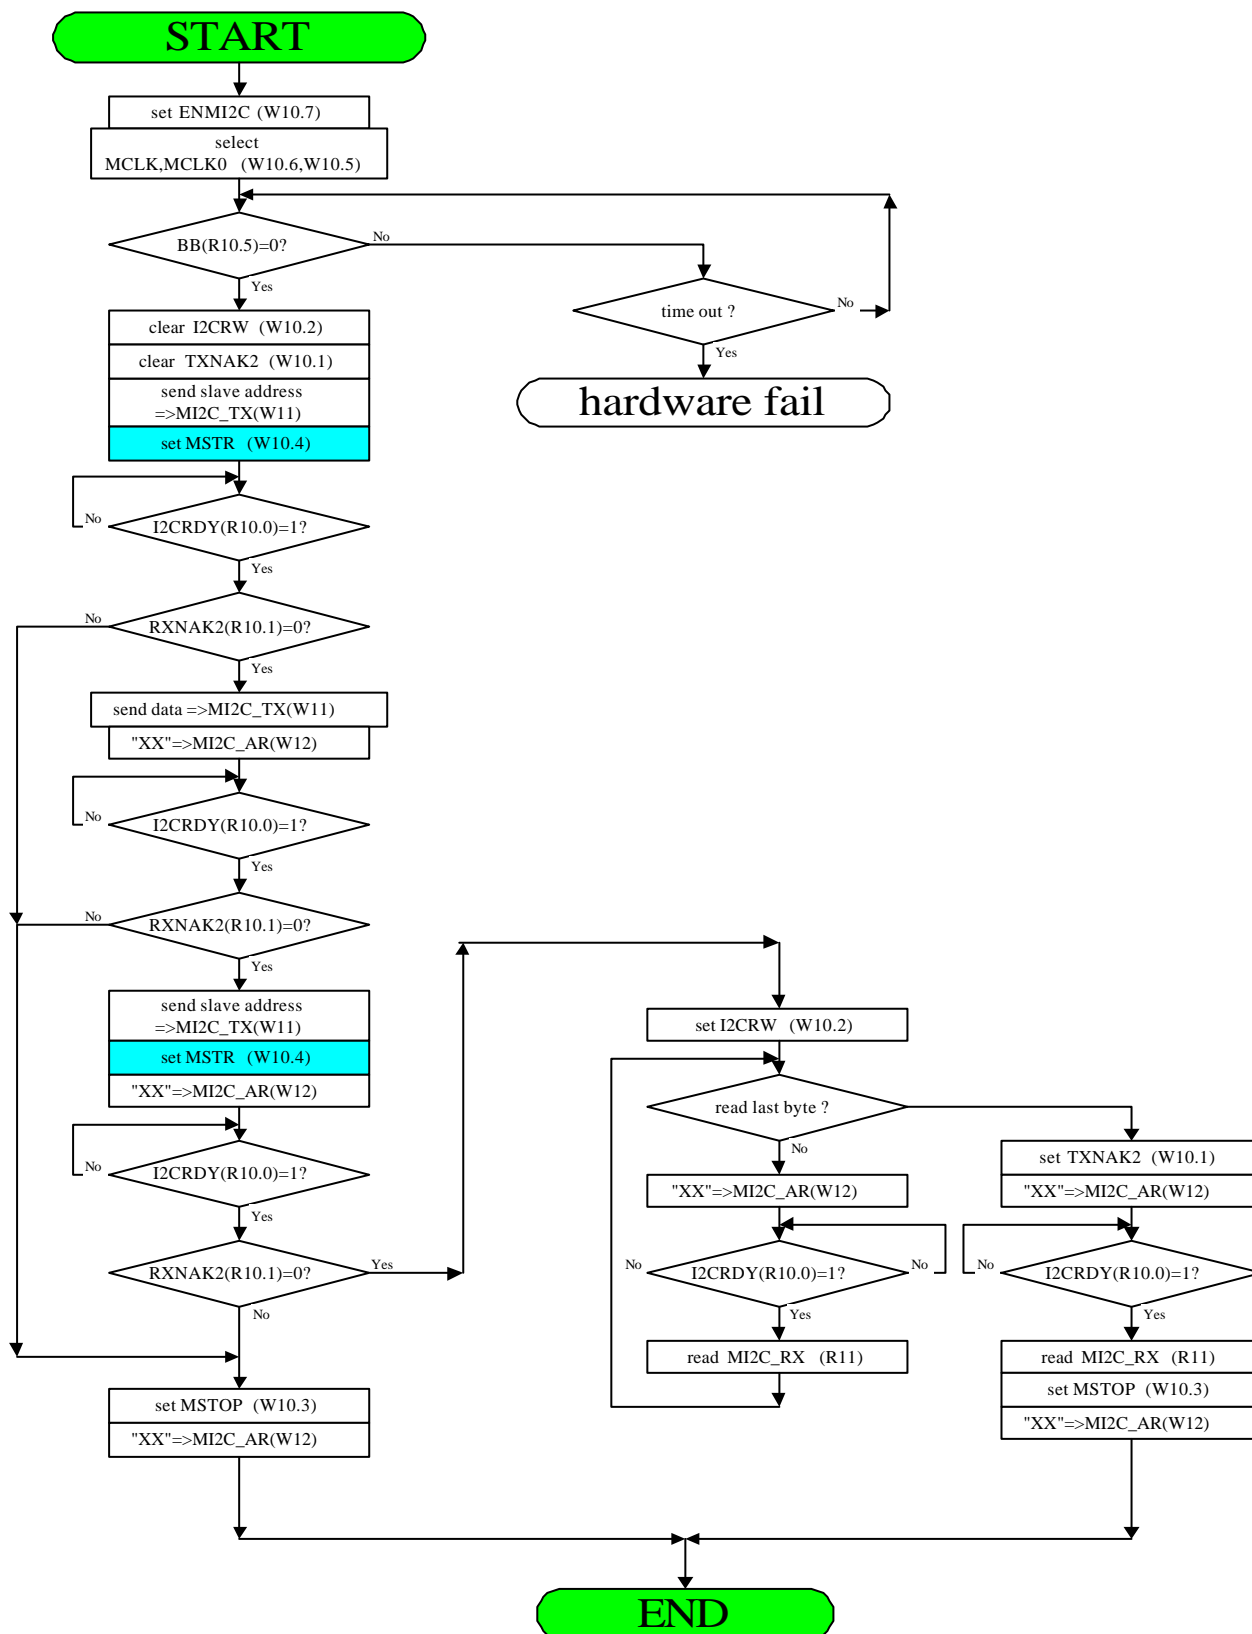 START
set ENMI2C (W10.7)
select
MCLK,MCLK0 (W10.6,W10.5)
BB(R10.5)=0?
No
Yes
time out ?
No
Yes
hardware fail
clear I2CRW (W10.2)
clear TXNAK2 (W10.1)
send slave address
=>MI2C_TX(W11)
set MSTR (W10.4)
No
I2CRDY(R10.0)=1?
Yes
No
RXNAK2(R10.1)=0?
Yes
send data =>MI2C_TX(W11)
"XX"=>MI2C_AR(W12)
No
I2CRDY(R10.0)=1?
Yes
No
RXNAK2(R10.1)=0?
Yes
send slave address
=>MI2C_TX(W11)
set MSTR (W10.4)
"XX"=>MI2C_AR(W12)
No
I2CRDY(R10.0)=1?
Yes
RXNAK2(R10.1)=0?
Yes
No
set MSTOP (W10.3)
"XX"=>MI2C_AR(W12)
set I2CRW (W10.2)
read last byte ?
No
"XX"=>MI2C_AR(W12)
No
I2CRDY(R10.0)=1?
No
Yes
read MI2C_RX (R11)
set TXNAK2 (W10.1)
"XX"=>MI2C_AR(W12)
No
I2CRDY(R10.0)=1?
Yes
read MI2C_RX (R11)
set MSTOP (W10.3)
"XX"=>MI2C_AR(W12)
END